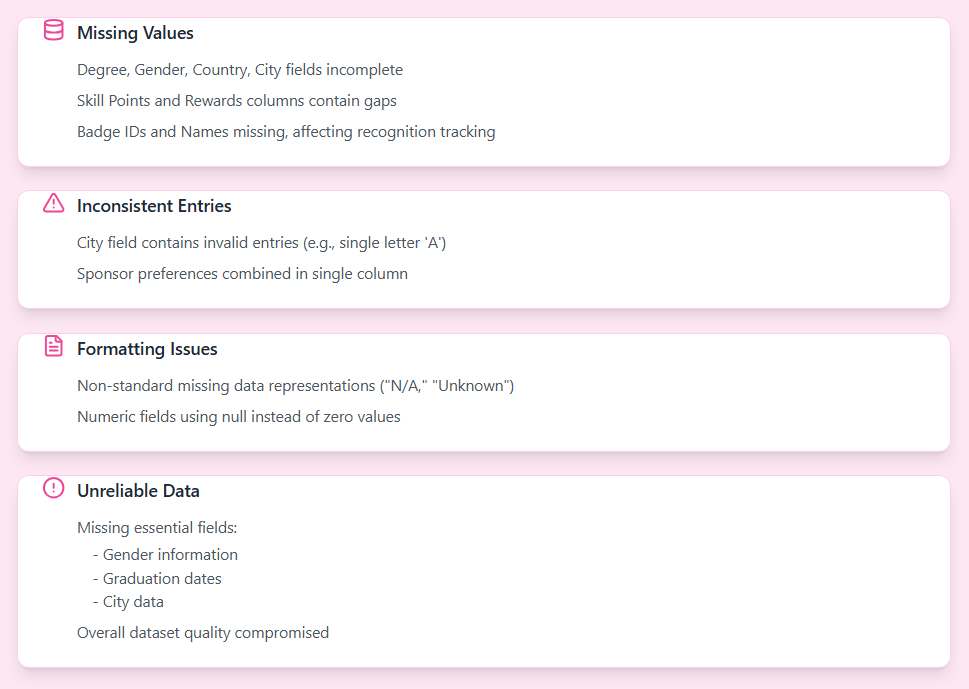 Missing Values
Degree, Gender, Country, City fields incomplete
Skill Points and Rewards columns contain gaps
Badge IDs and Names missing, affecting recognition tracking
Inconsistent Entries
City field contains invalid entries (e.g., single letter 'A')
Sponsor preferences combined in single column
Formatting Issues
Non-standard missing data representations ("N/A," "Unknown")
Numeric fields using null instead of zero values
Unreliable Data
Missing essential fields:
- Gender information
- Graduation dates
- City data
Overall dataset quality compromised